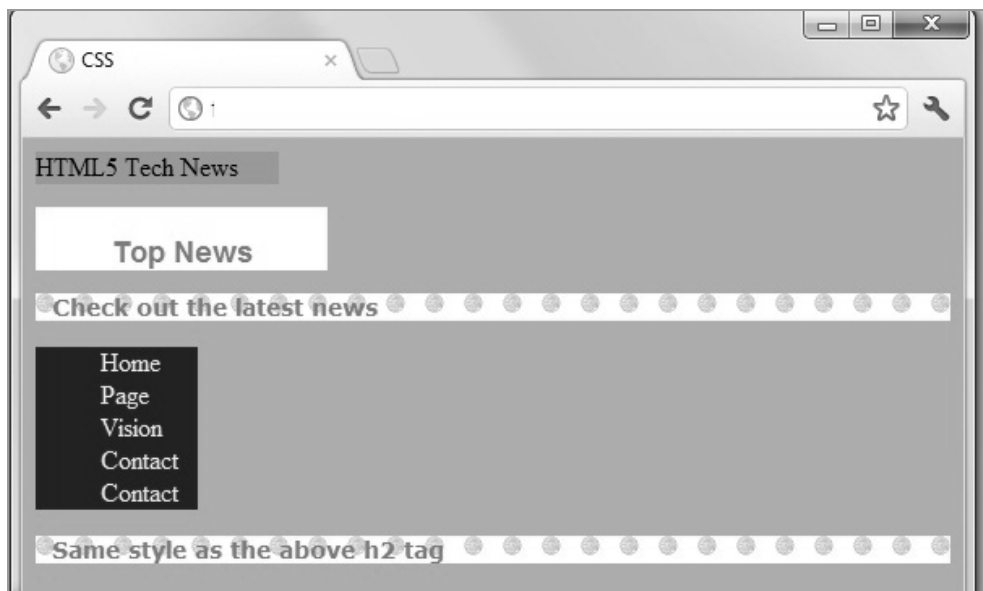 CSS
HTML5 Tech News
Top News
Check out the latest news
Home
Page
Vision
Contact
Contact
Same style as the above h2 tag